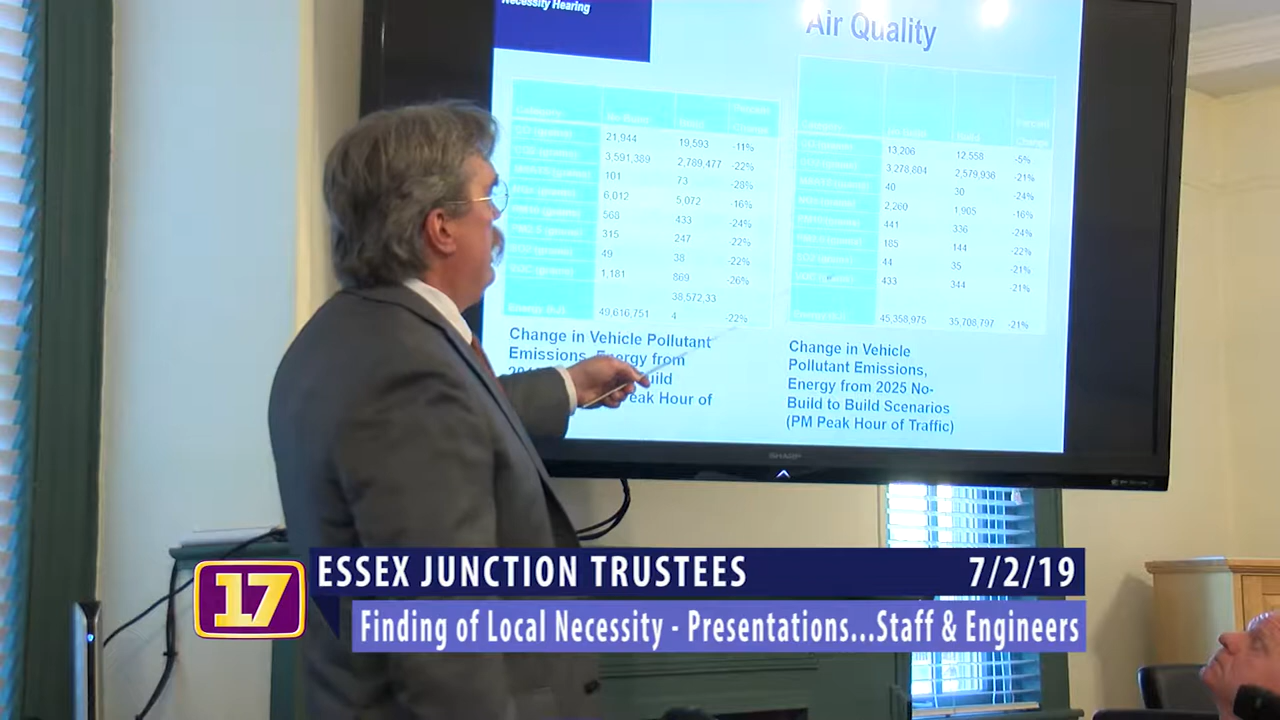 Necessity Hearing
Air Quality
21,944 19,593 -11%
3,591,389 2,789,477 -22%
101 73 -28%
6,012 5,072 -16%
568 433 -24%
315 247 -22%
49 38 -22%
1,181 869 -26%
38,572,33
49,616,751 4 -22%
Change in Vehicle Pollutant
Emissions, Energy from
Peak Hour of
13,206 12,558 -5%
3,278,804 2,579,936 -21%
40 30 -24%
2,260 1,905 -16%
441 336 -24%
185 144 -22%
44 35 -21%
433 344 -21%
45,358,975 35,708,797 -21%
Change in Vehicle
Pollutant Emissions,
Energy from 2025 No-
Build to Build Scenarios
(PM Peak Hour of Traffic)
SHARP
17
ESSEX JUNCTION TRUSTEES 7/2/19
Finding of Local Necessity - Presentations...Staff & Engineers